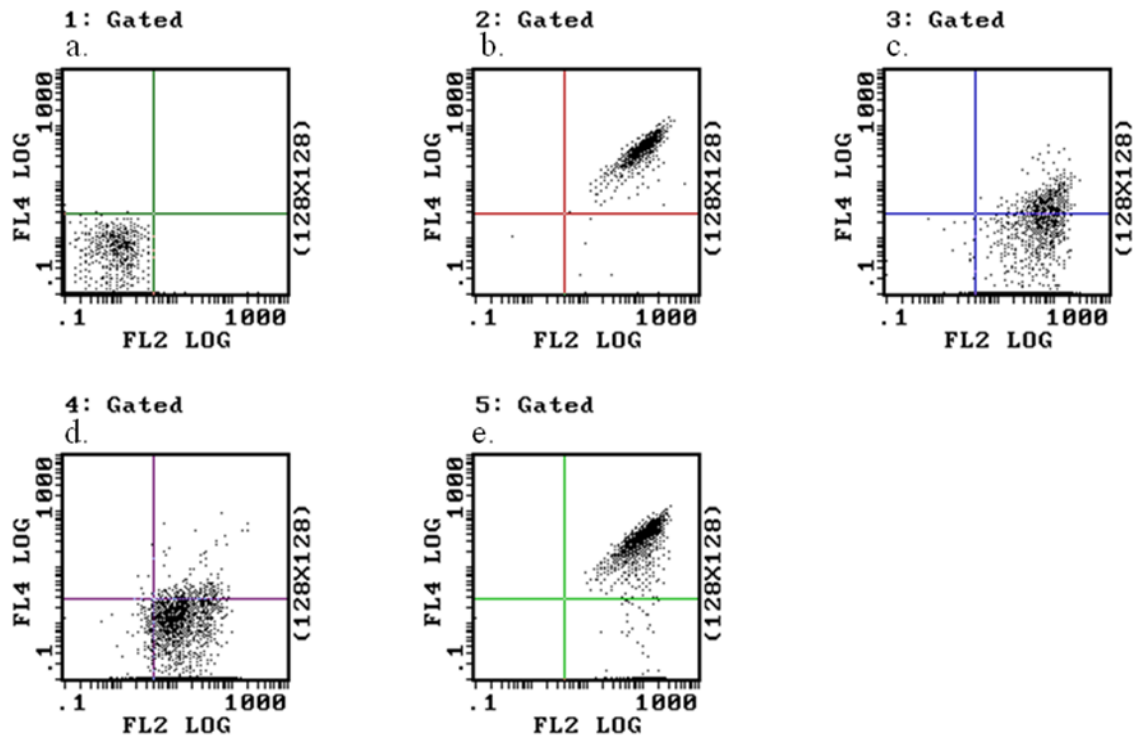 1: Gated
a.
FL4 LOG
.1 1000
(128X128)
.1 1000
FL2 LOG
2: Gated
b.
FL4 LOG
.1 1000
(128X128)
.1 1000
FL2 LOG
3: Gated
c.
FL4 LOG
.1 1000
(128X128)
.1 1000
FL2 LOG
4: Gated
d.
FL4 LOG
.1 1000
(128X128)
.1 1000
FL2 LOG
5: Gated
e.
FL4 LOG
.1 1000
(128X128)
.1 1000
FL2 LOG